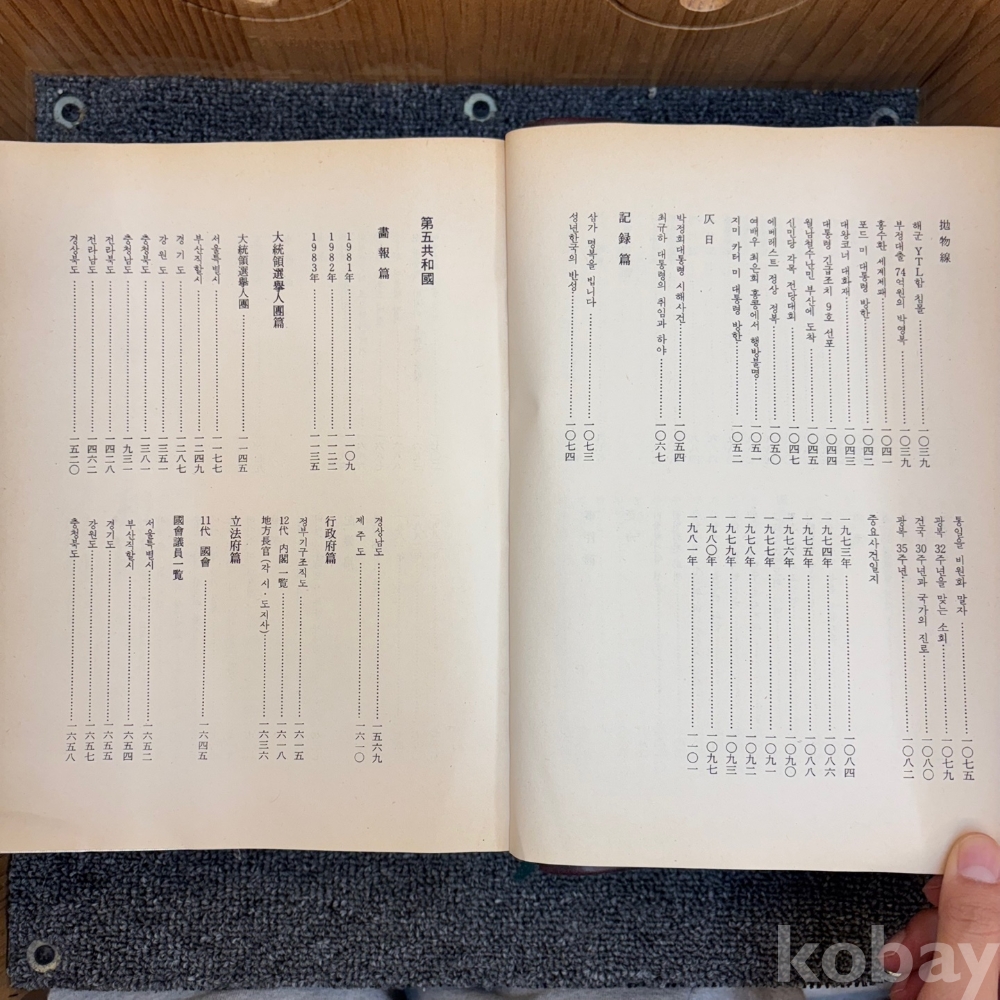 拋物線
해군 YTL함 침몰 一〇三九
부정대출 74억원의 박영복 一〇三九
홍수환 세계제패 一〇四一
포드 미 대통령 방한 一〇四二
대왕코너 대화재 一〇四三
대통령 긴급조치 9호 선포 一〇四四
월남철수난민 부산에 도착 一〇四五
신민당 각목 전당대회 一〇四七
에베레스트 정상 정복 一〇五〇
여배우 최은희 홍콩에서 행방불명 一〇五一
지미 카터 미 대통령 방한 一〇五二
仄日
박정희대통령 시해사건 一〇五四
최규하 대통령의 취임과 하야 一〇六七
記録篇
삼가 명복을 빕니다 一〇七三
성년한국의 반성 一〇七四
통일을 비원화 말자 一〇七五
광복 32주년을 맞는 소회 一〇七九
건국 30주년과 국가의 진로 一〇八〇
광복 35주년 一〇八二
중요사건일지
一九七三年 一〇八四
一九七四年 一〇八六
一九七五年 一〇八八
一九七六年 一〇九〇
一九七七年 一〇九一
一九七八年 一〇九二
一九七九年 一〇九三
一九八〇年 一〇九七
一九八一年 一一〇一
第五共和國
畵報篇
1981年 一一〇九
1982年 一一二二
1983年 一一三五
大統領選擧人團篇
大統領選擧人團 一一四五
서울특별시 一一七七
부산직할시 一二四九
경기도 一二八七
강원도 一三五一
충청북도 一三八一
충청남도 一九三一
전라북도 一四二八
전라남도 一四六二
경상북도 一五二〇
경상남도 一五六九
제주도 一六一〇
行政府篇
정부기구조직도 一六一五
12代 内閣一覽 一六一八
地方長官(각 시·도지사) 一六三六
立法府篇
11代 國會 一六四五
國會議員一覽
서울특별시 一六五二
부산직할시 一六五四
경기도 一六五五
강원도 一六五七
충청북도 一六五八
kobay